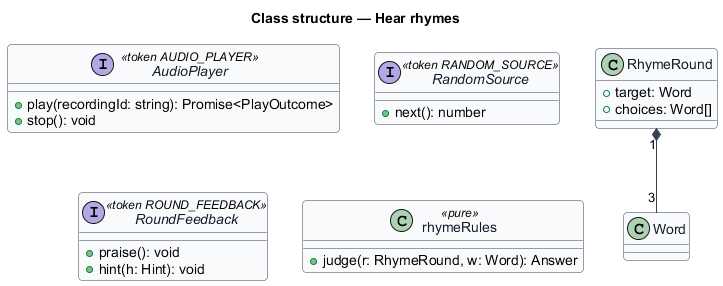 Class structure — Hear rhymes
I
«token AUDIO_PLAYER»
AudioPlayer
play(recordingId: string): Promise<PlayOutcome>
stop(): void
I
«token RANDOM_SOURCE»
RandomSource
next(): number
C
RhymeRound
target: Word
choices: Word[]
1
3
I
«token ROUND_FEEDBACK»
RoundFeedback
praise(): void
hint(h: Hint): void
C
«pure»
rhymeRules
judge(r: RhymeRound, w: Word): Answer
C
Word